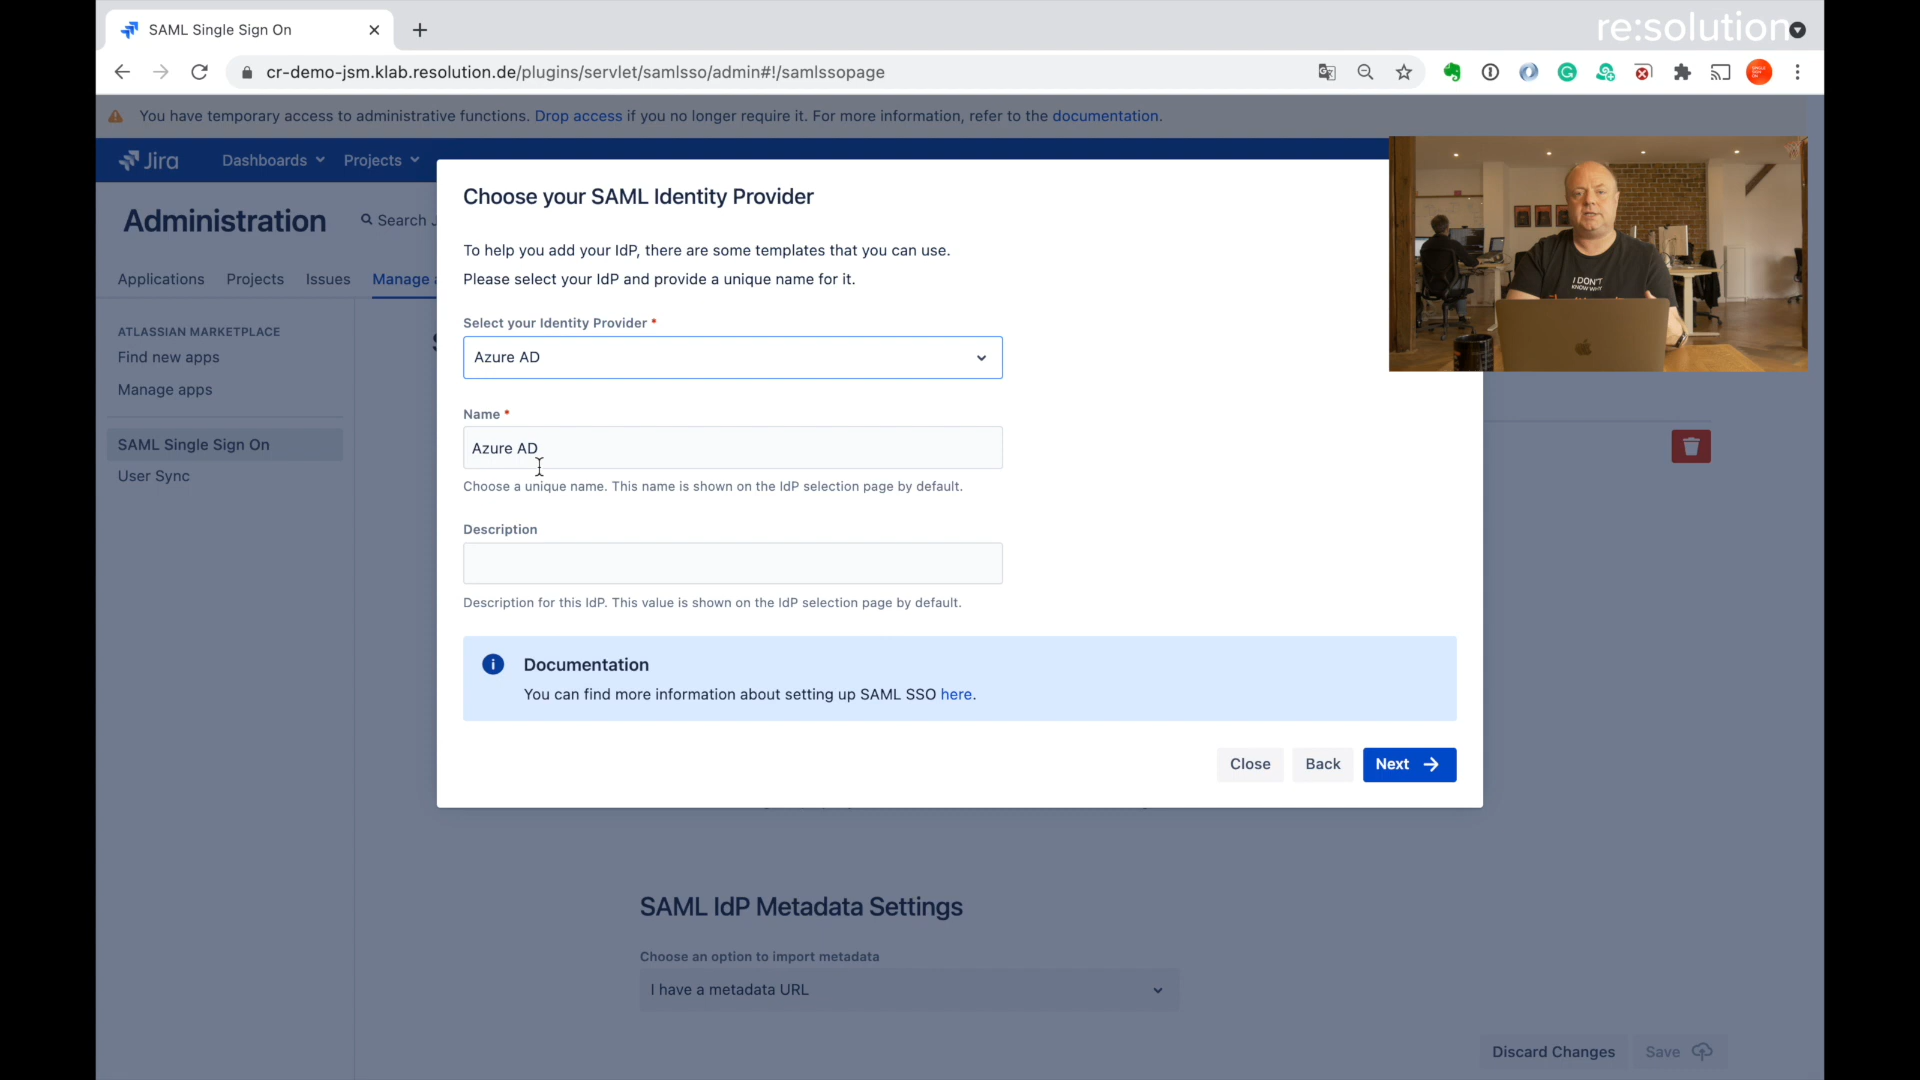 SAML Single Sign On
re:solution
cr-demo-jsm.klab.resolution.de/plugins/servlet/samlsso/admin#!/samlssopage
You have temporary access to administrative functions. Drop access if you no longer require it. For more information, refer to the documentation.
Jira
Dashboards
Projects
Administration
Search
Applications
Projects
Issues
Manage
ATLASSIAN MARKETPLACE
Find new apps
Manage apps
SAML Single Sign On
User Sync
Choose your SAML Identity Provider
To help you add your IdP, there are some templates that you can use.
Please select your IdP and provide a unique name for it.
Select your Identity Provider *
Azure AD
Name *
Azure AD
Choose a unique name. This name is shown on the IdP selection page by default.
Description
Description for this IdP. This value is shown on the IdP selection page by default.
Documentation
You can find more information about setting up SAML SSO here.
Close
Back
Next
I DON'T
KNOW WHY
SAML IdP Metadata Settings
Choose an option to import metadata
I have a metadata URL
Discard Changes
Save